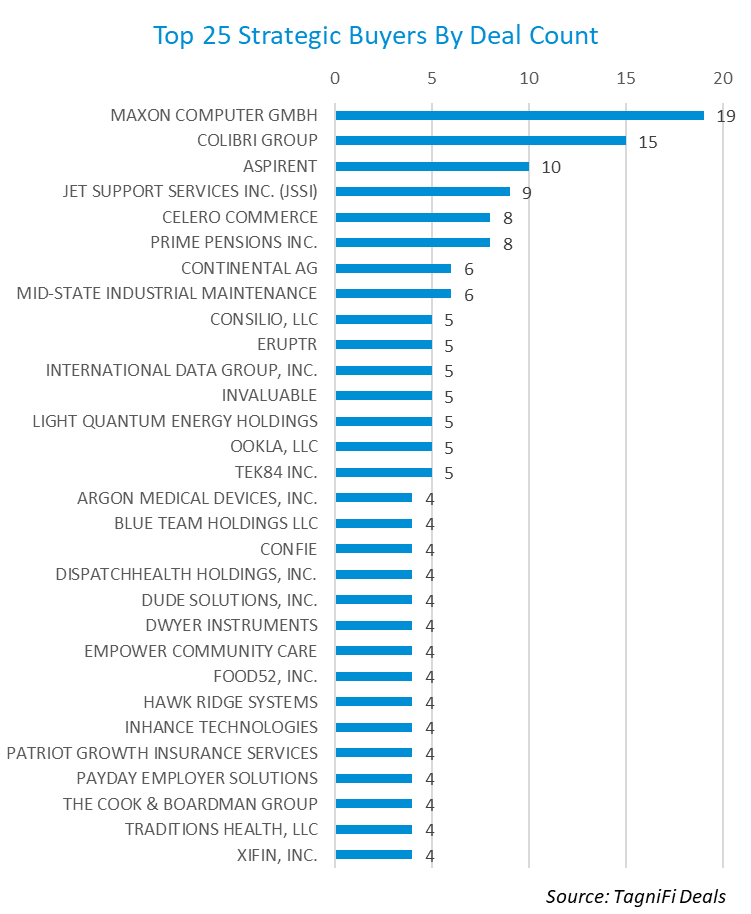 Top 25 Strategic Buyers By Deal Count
0 5 10 15 20
MAXON COMPUTER GMBH 19
COLIBRI GROUP 15
ASPIRENT 10
JET SUPPORT SERVICES INC. (JSSI) 9
CELERO COMMERCE 8
PRIME PENSIONS INC. 8
CONTINENTAL AG 6
MID-STATE INDUSTRIAL MAINTENANCE 6
CONSILIO, LLC 5
ERUPTR 5
INTERNATIONAL DATA GROUP, INC. 5
INVALUABLE 5
LIGHT QUANTUM ENERGY HOLDINGS 5
OOKLA, LLC 5
TEK84 INC. 5
ARGON MEDICAL DEVICES, INC. 4
BLUE TEAM HOLDINGS LLC 4
CONFIE 4
DISPATCHHEALTH HOLDINGS, INC. 4
DUDE SOLUTIONS, INC. 4
DWYER INSTRUMENTS 4
EMPOWER COMMUNITY CARE 4
FOOD52, INC. 4
HAWK RIDGE SYSTEMS 4
INHANCE TECHNOLOGIES 4
PATRIOT GROWTH INSURANCE SERVICES 4
PAYDAY EMPLOYER SOLUTIONS 4
THE COOK & BOARDMAN GROUP 4
TRADITIONS HEALTH, LLC 4
XIFIN, INC. 4
Source: TagniFi Deals